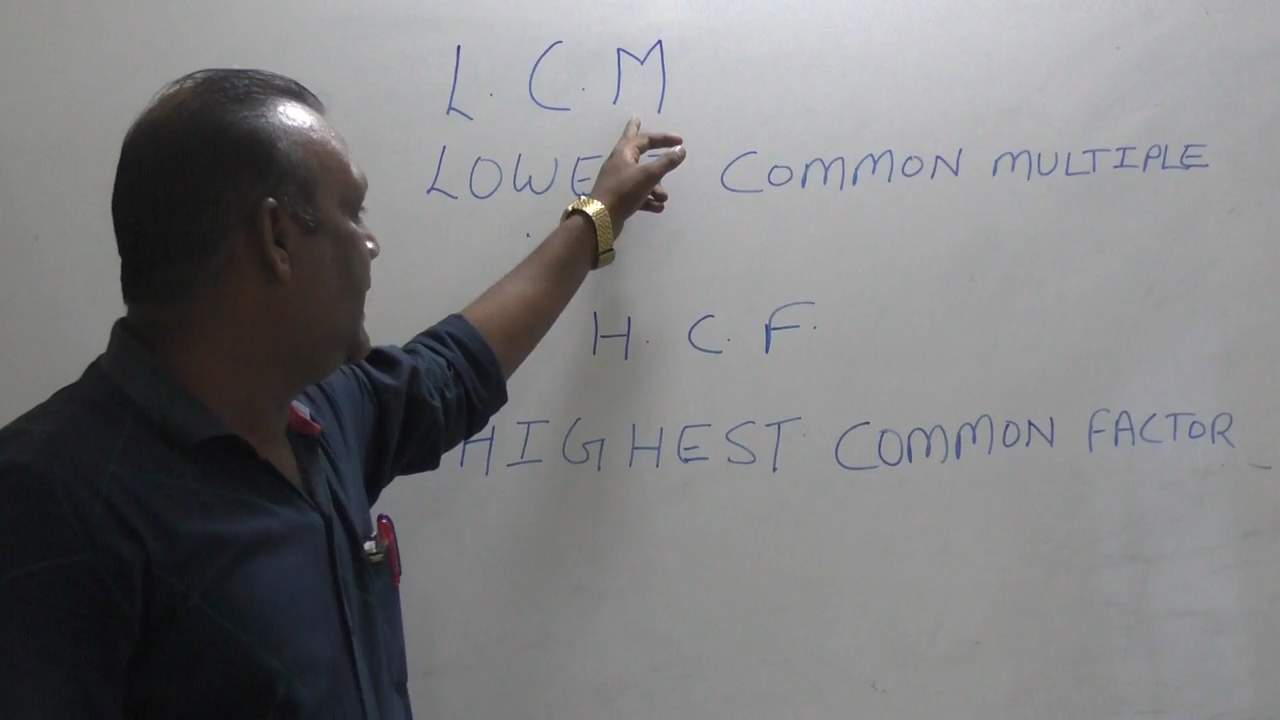 L. C. M
LOWEST COMMON MULTIPLE
H. C. F.
HIGHEST COMMON FACTOR